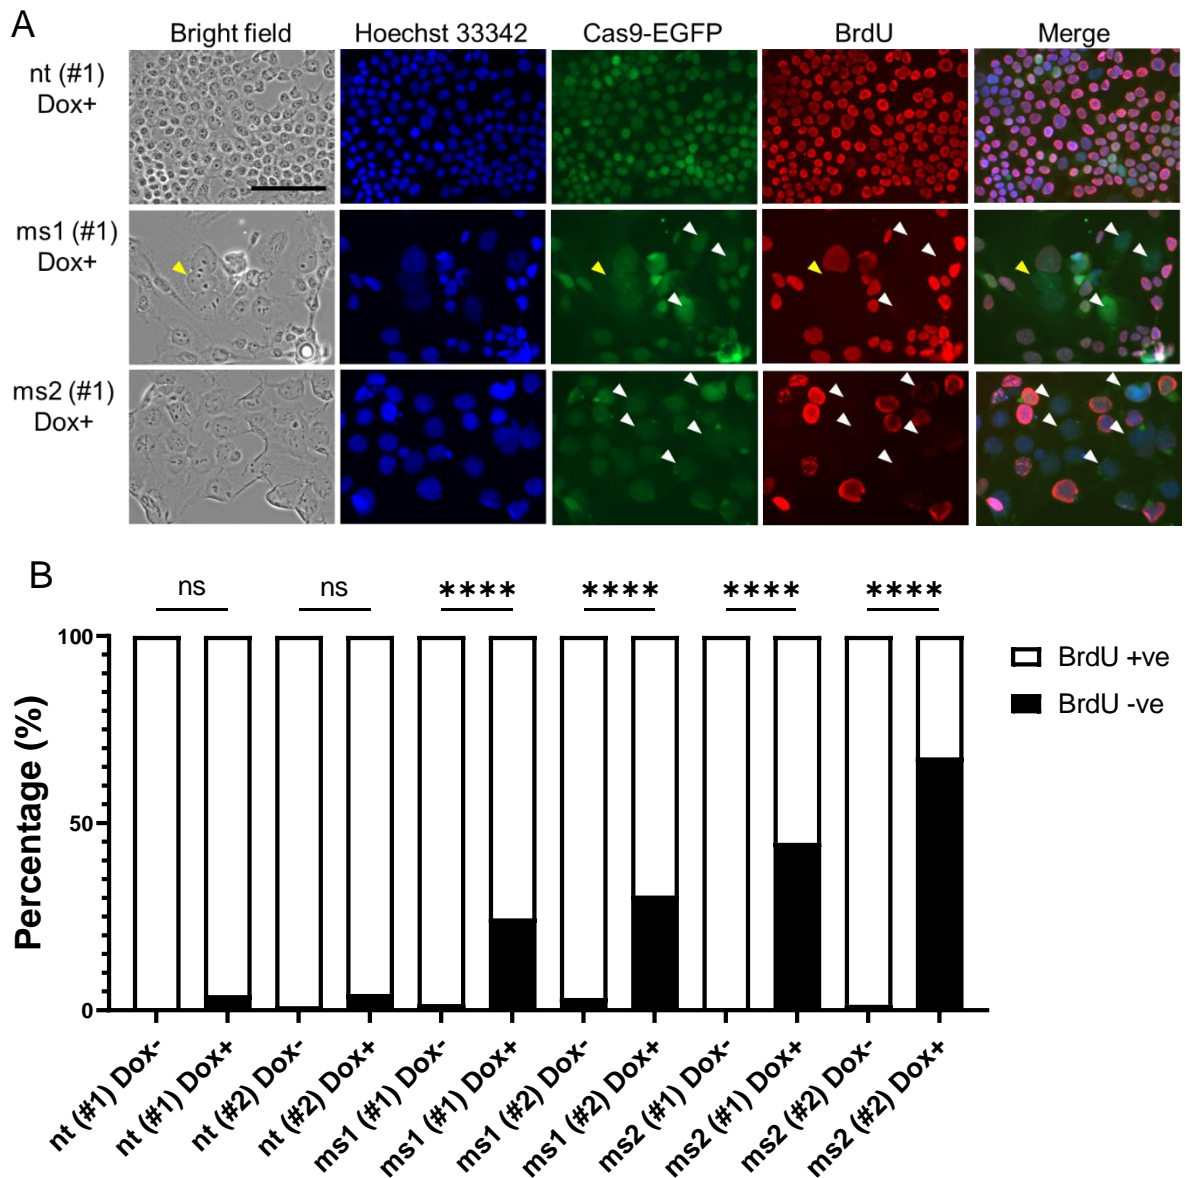 A
Bright field Hoechst 33342 Cas9-EGFP BrdU Merge
nt (#1)
Dox+
ms1 (#1)
Dox+
ms2 (#1)
Dox+
B
ns ns **** **** **** ****
100
50
0
Percentage (%)
BrdU +ve
BrdU -ve
nt (#1) Dox-
nt (#1) Dox+
nt (#2) Dox-
nt (#2) Dox+
ms1 (#1) Dox-
ms1 (#1) Dox+
ms1 (#2) Dox-
ms1 (#2) Dox+
ms2 (#1) Dox-
ms2 (#1) Dox+
ms2 (#2) Dox-
ms2 (#2) Dox+